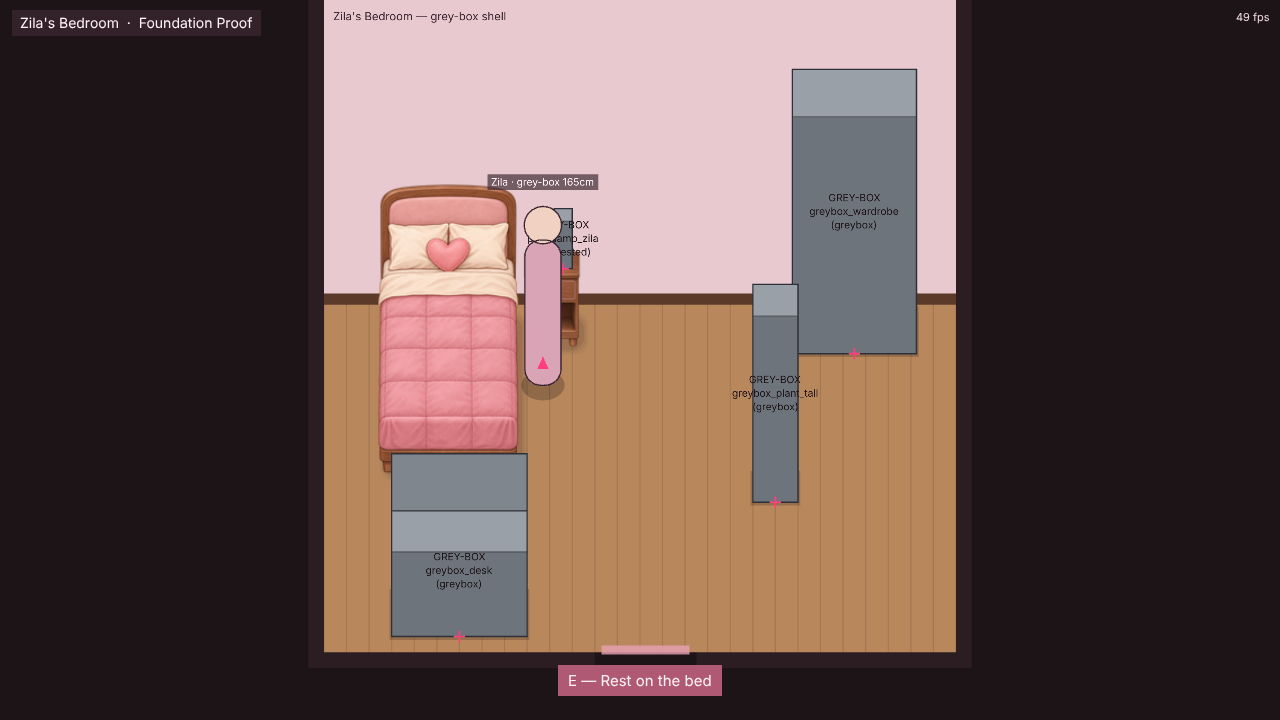 Zila's Bedroom · Foundation Proof
Zila's Bedroom — grey-box shell
49 fps
Zila · grey-box 165cm
GREY-BOX
greybox_wardrobe
(greybox)
GREY-BOX
greybox_plant_tall
(greybox)
GREY-BOX
greybox_desk
(greybox)
E — Rest on the bed